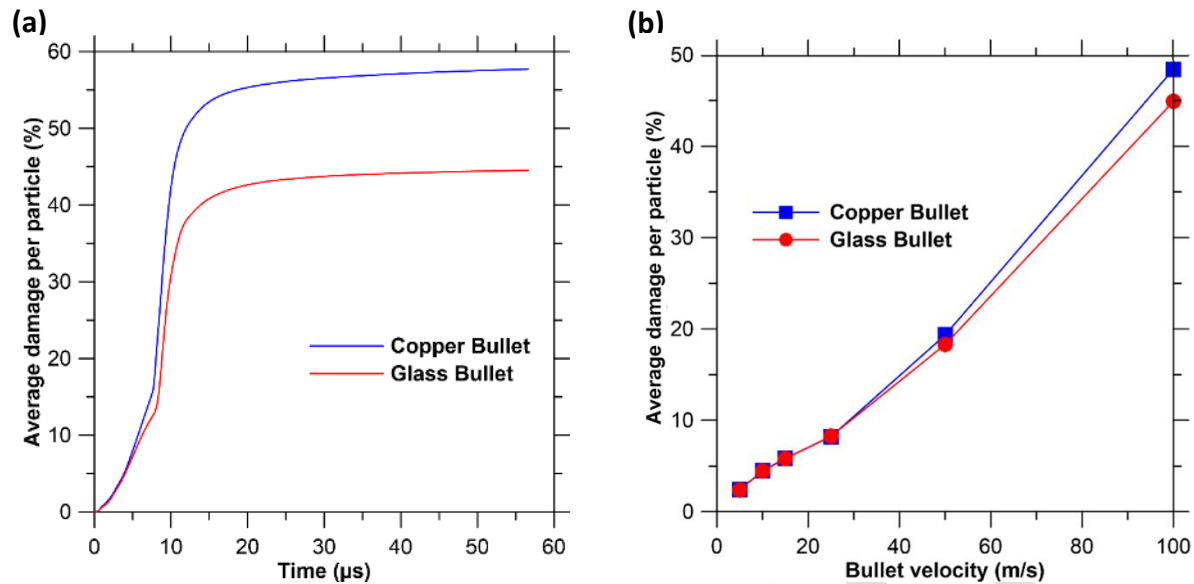 (a)
Average damage per particle (%)
60
50
40
30
20
10
0
Copper Bullet
Glass Bullet
0 10 20 30 40 50 60
Time (μs)
(b)
Average damage per particle (%)
50
40
30
20
10
0
Copper Bullet
Glass Bullet
0 20 40 60 80 100
Bullet velocity (m/s)